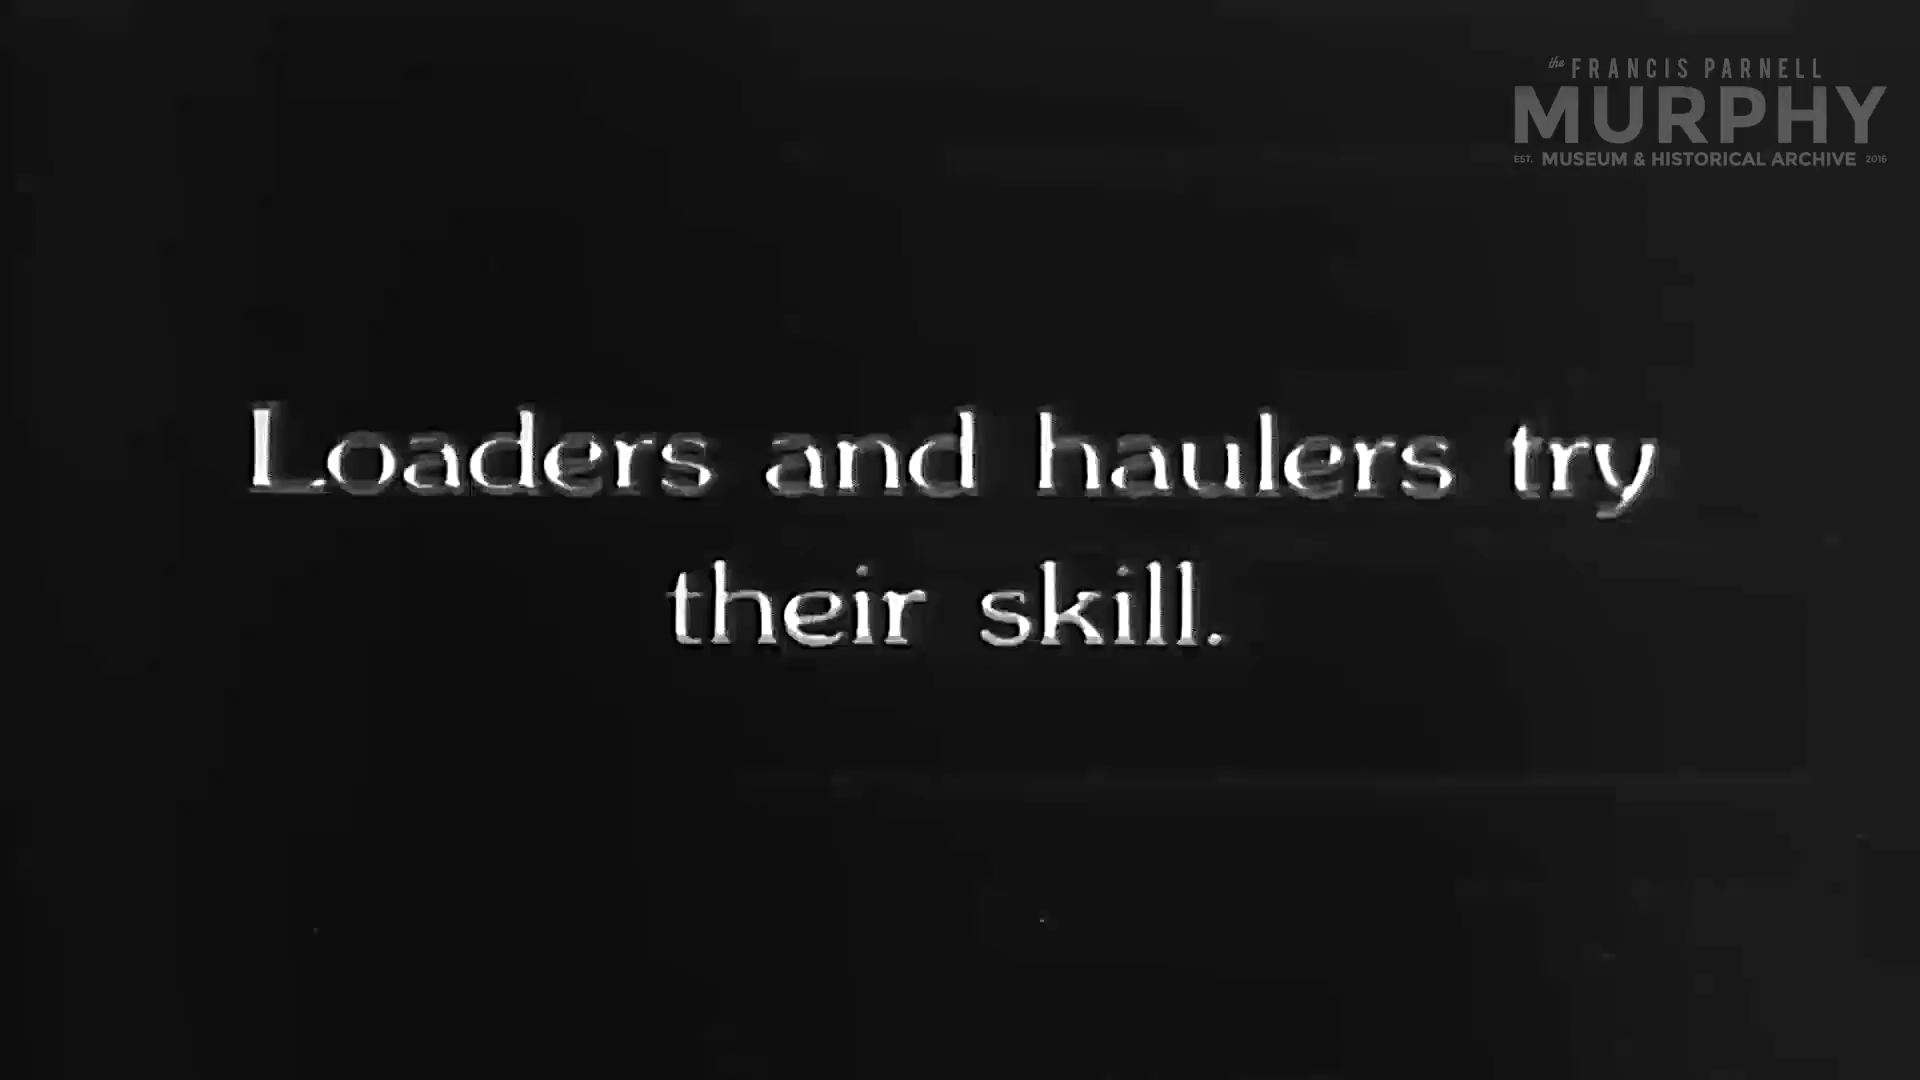 the FRANCIS PARNELL
MURPHY
EST. MUSEUM & HISTORICAL ARCHIVE 2016
Loaders and haulers try
their skill.